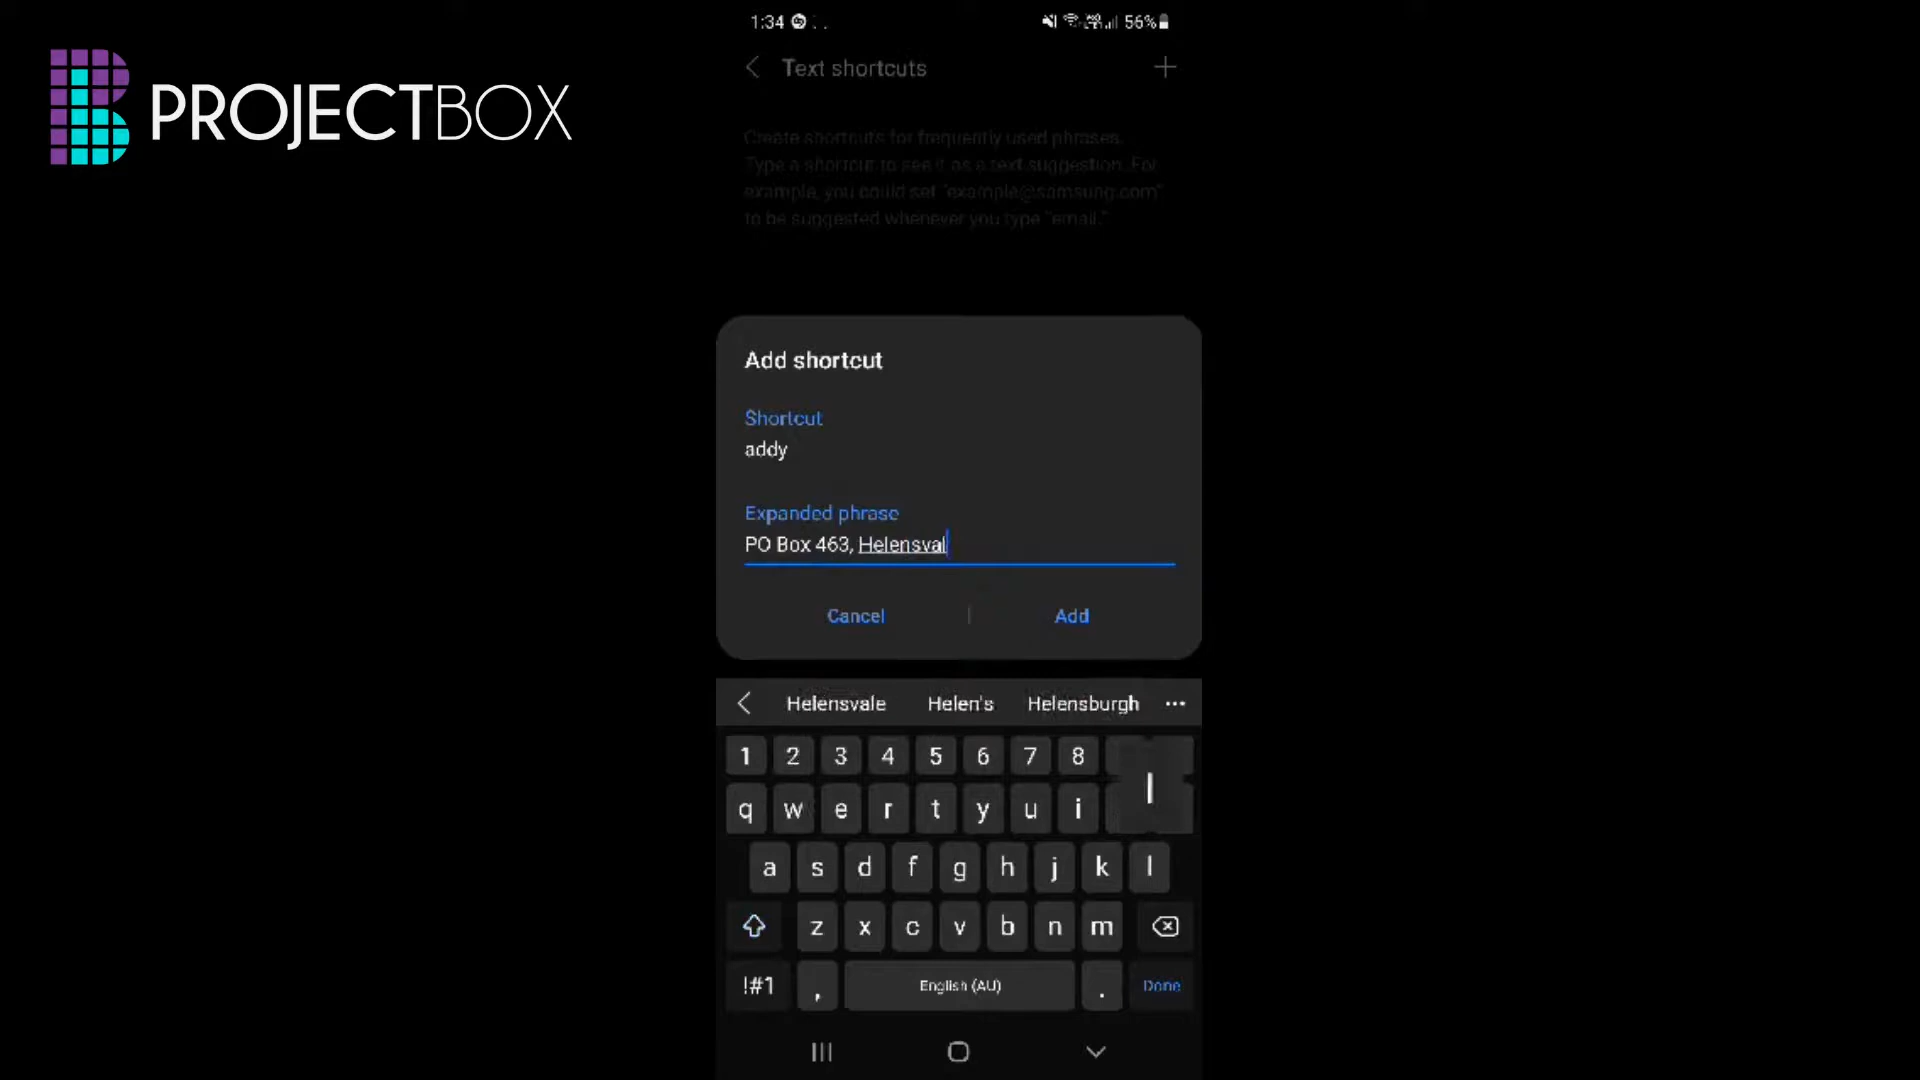 1:34 56%
PROJECTBOX
Text shortcuts
Create shortcuts for frequently used phrases.
Type a shortcut to see it as a text suggestion. For
example, you could set "example@samsung.com"
to be suggested whenever you type "email."
Add shortcut
Shortcut
addy
Expanded phrase
PO Box 463, Helensval
Cancel | Add
Helensvale Helen's Helensburgh
1 2 3 4 5 6 7 8
q w e r t y u i l
a s d f g h j k l
z x c v b n m
!#1 , English (AU) . Done